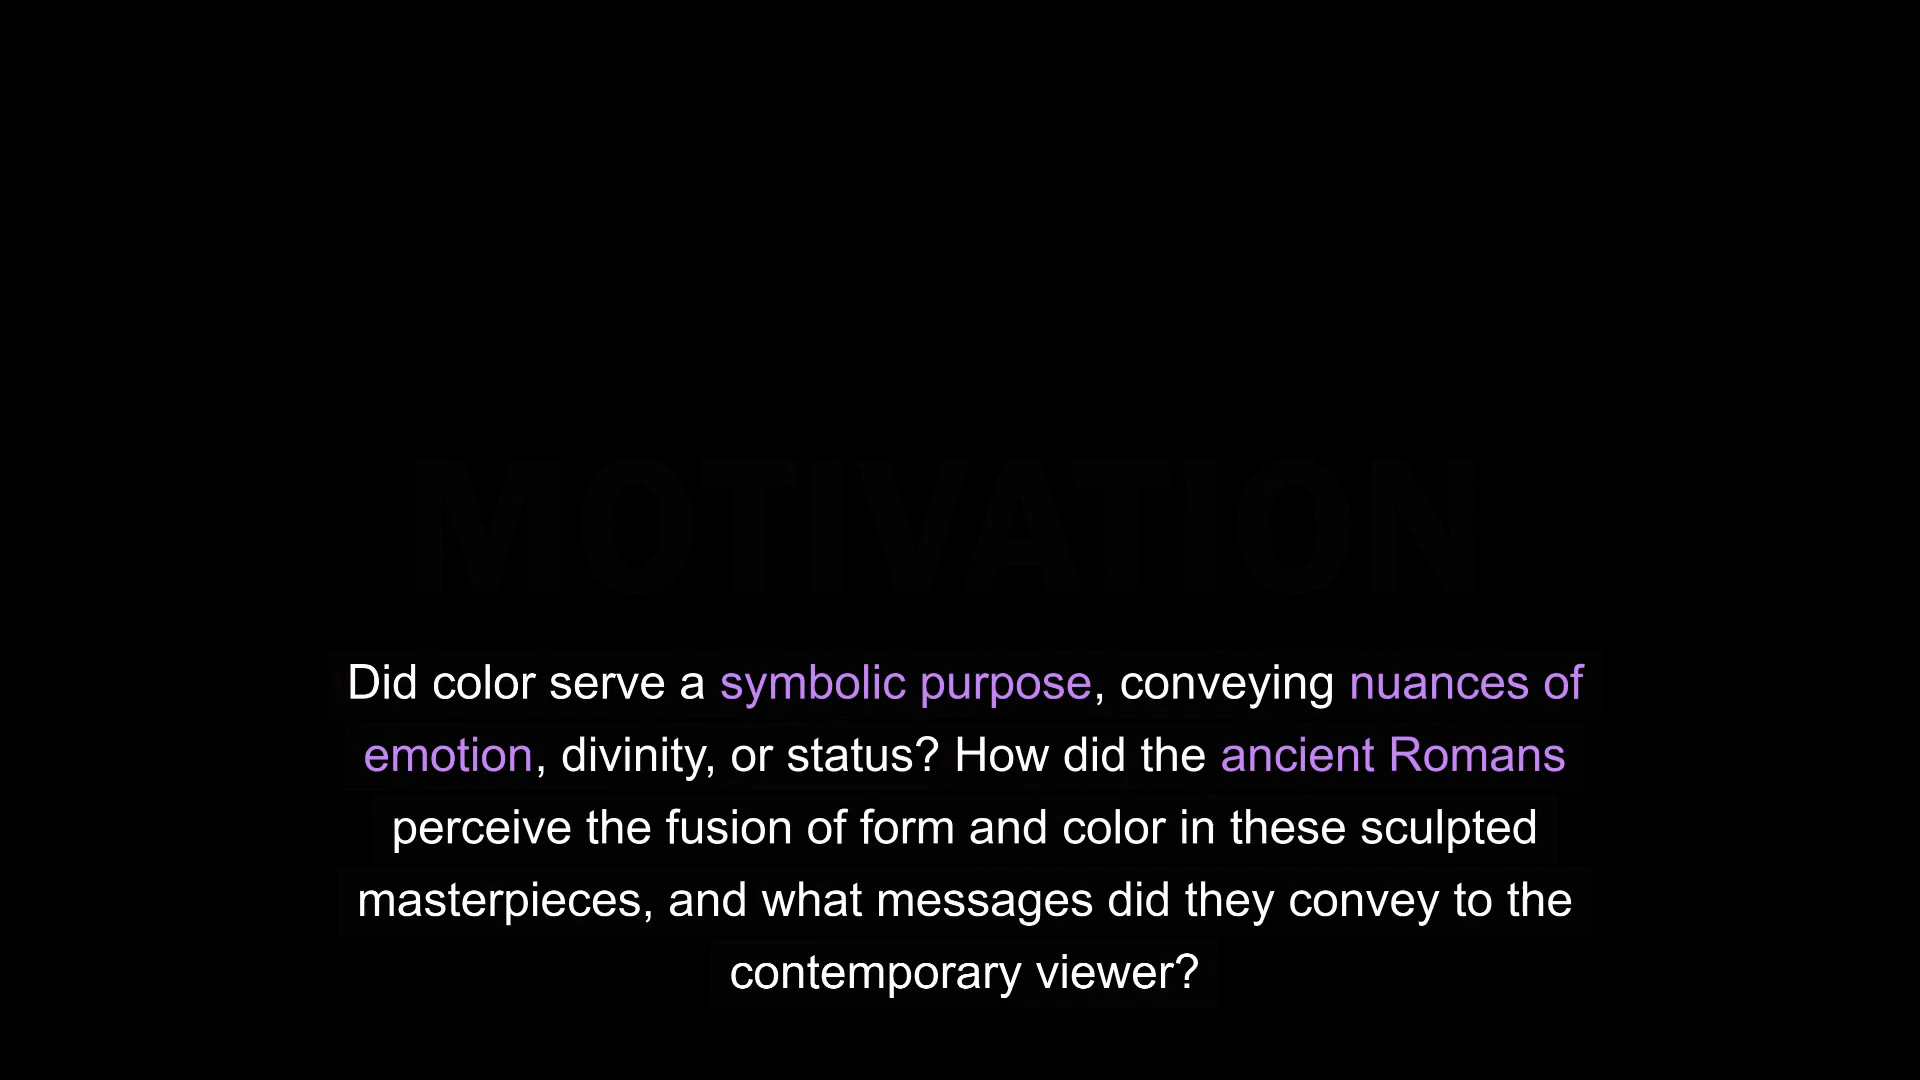 MOTIVATION
Did color serve a symbolic purpose, conveying nuances of
emotion, divinity, or status? How did the ancient Romans
perceive the fusion of form and color in these sculpted
masterpieces, and what messages did they convey to the
contemporary viewer?